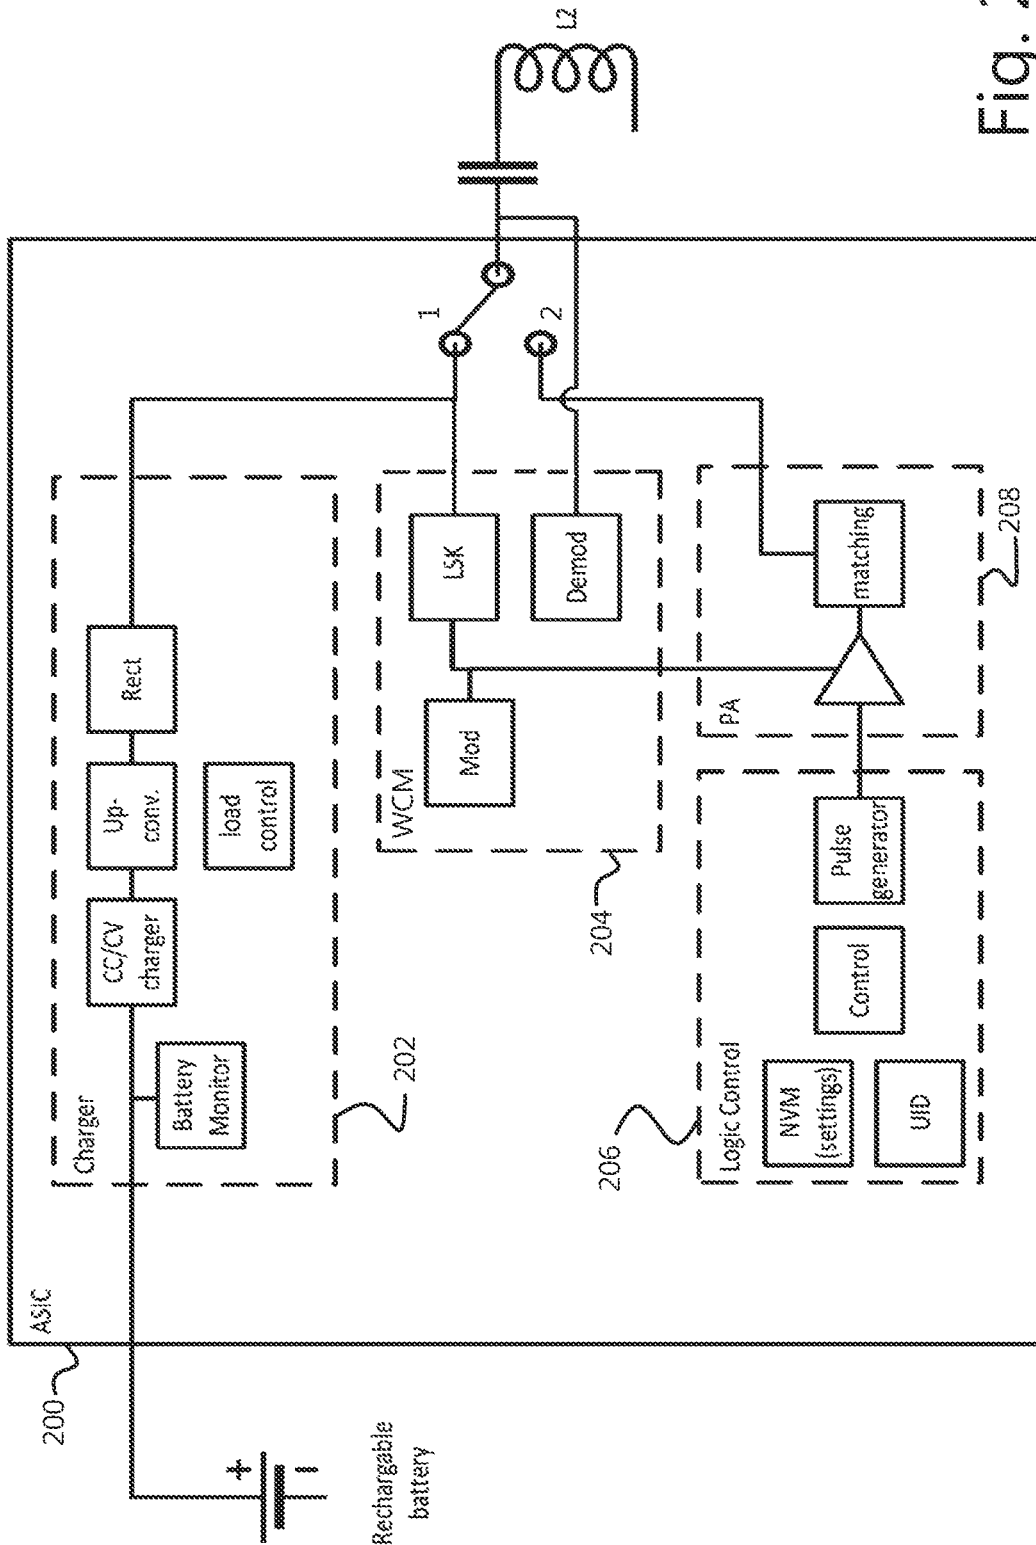 ASIC
200
Charger
Battery
Monitor
CC/CV
charger
Up-
conv.
load
control
Rect
202
+
−
Rechargable
battery
WCM
Mod
LSK
Demod
204
1
2
L2
206
Logic Control
NVM
(settings)
UID
Control
Pulse
generator
PA
matching
208
Fig.